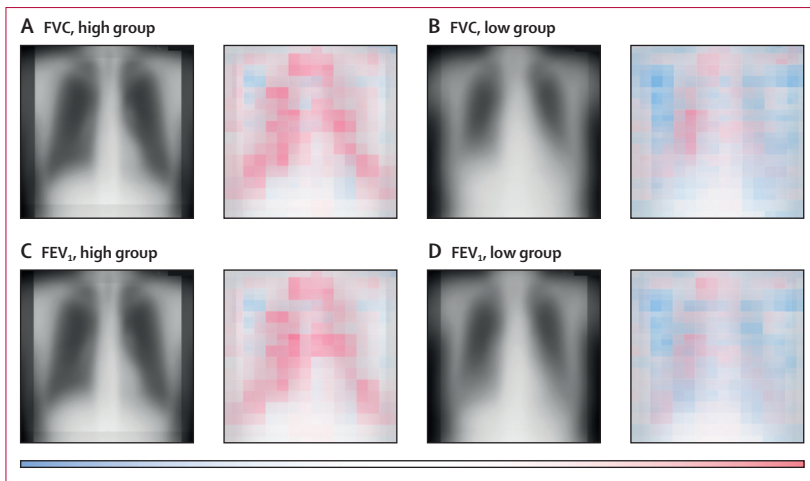 A FVC, high group
B FVC, low group
C FEV₁, high group
D FEV₁, low group